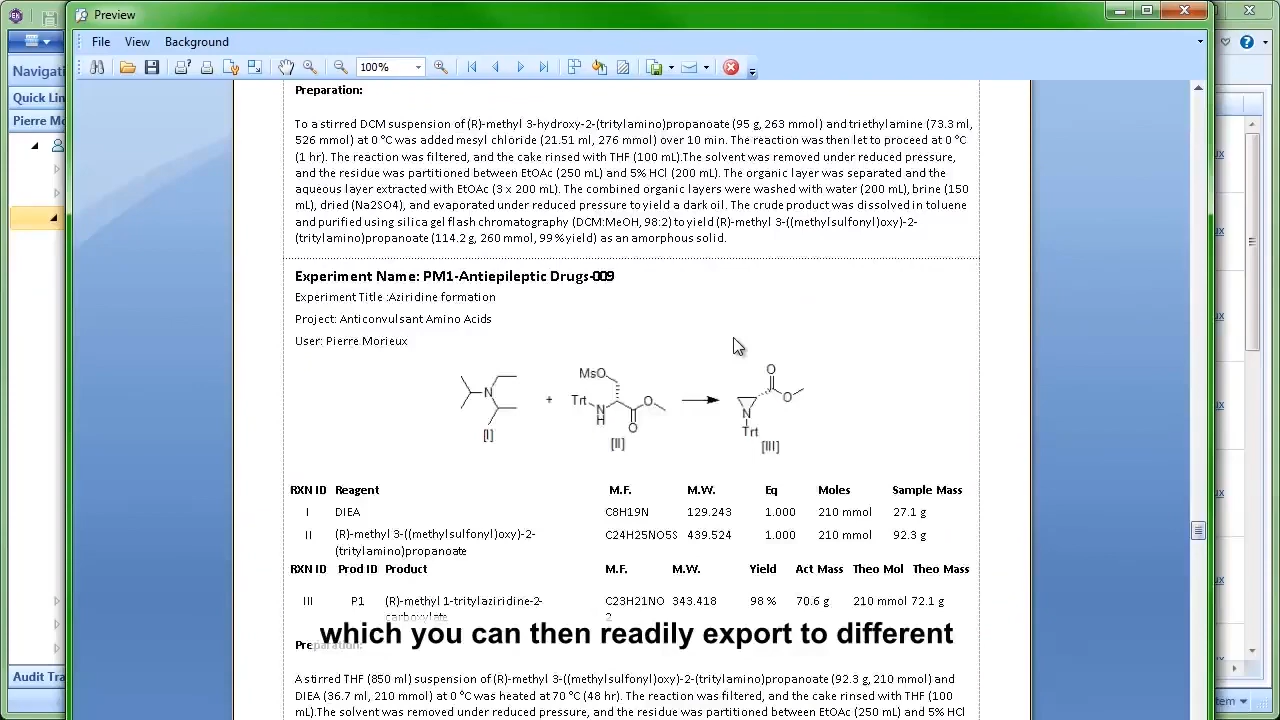 Preview
File View Background
100%
Navigati
Quick Lin
Pierre Mo
Audit Tra
Preparation:
To a stirred DCM suspension of (R)-methyl 3-hydroxy-2-(tritylamino)propanoate (95 g, 263 mmol) and triethylamine (73.3 ml,
526 mmol) at 0 °C was added mesyl chloride (21.51 ml, 276 mmol) over 10 min. The reaction was then let to proceed at 0 °C
(1 hr). The reaction was filtered, and the cake rinsed with THF (100 ml).The solvent was removed under reduced pressure,
and the residue was partitioned between EtOAc (250 mL) and 5% HCl (200 mL). The organic layer was separated and the
aqueous layer extracted with EtOAc (3 x 200 mL). The combined organic layers were washed with water (200 mL), brine (150
mL), dried (Na2SO4), and evaporated under reduced pressure to yield a dark oil. The crude product was dissolved in toluene
and purified using silica gel flash chromatography (DCM:MeOH, 98:2) to yield (R)-methyl 3-((methylsulfonyl)oxy)-2-
(tritylamino)propanoate (114.2 g, 260 mmol, 99 % yield) as an amorphous solid.
Experiment Name: PM1-Antiepileptic Drugs-009
Experiment Title :Aziridine formation
Project: Anticonvulsant Amino Acids
User: Pierre Morieux
N
[I]
+
MsO
Trt
N
H
O
O
[II]
O
O
N
Trt
[III]
RXN ID Reagent M.F. M.W. Eq Moles Sample Mass
I DIEA C8H19N 129.243 1.000 210 mmol 27.1 g
II (R)-methyl 3-((methylsulfonyl)oxy)-2- C24H25NO5S 439.524 1.000 210 mmol 92.3 g
(tritylamino)propanoate
RXN ID Prod ID Product M.F. M.W. Yield Act Mass Theo Mol Theo Mass
III P1 (R)-methyl 1-tritylaziridine-2- C23H21NO 343.418 98 % 70.6 g 210 mmol 72.1 g
carboxylate 2
which you can then readily export to different
Preparation:
A stirred THF (850 ml) suspension of (R)-methyl 3-((methylsulfonyl)oxy)-2-(tritylamino)propanoate (92.3 g, 210 mmol) and
DIEA (36.7 ml, 210 mmol) at 0 °C was heated at 70 °C (48 hr). The reaction was filtered, and the cake rinsed with THF (100
ml).The solvent was removed under reduced pressure, and the residue was partitioned between EtOAc (250 ml) and 5% HCl